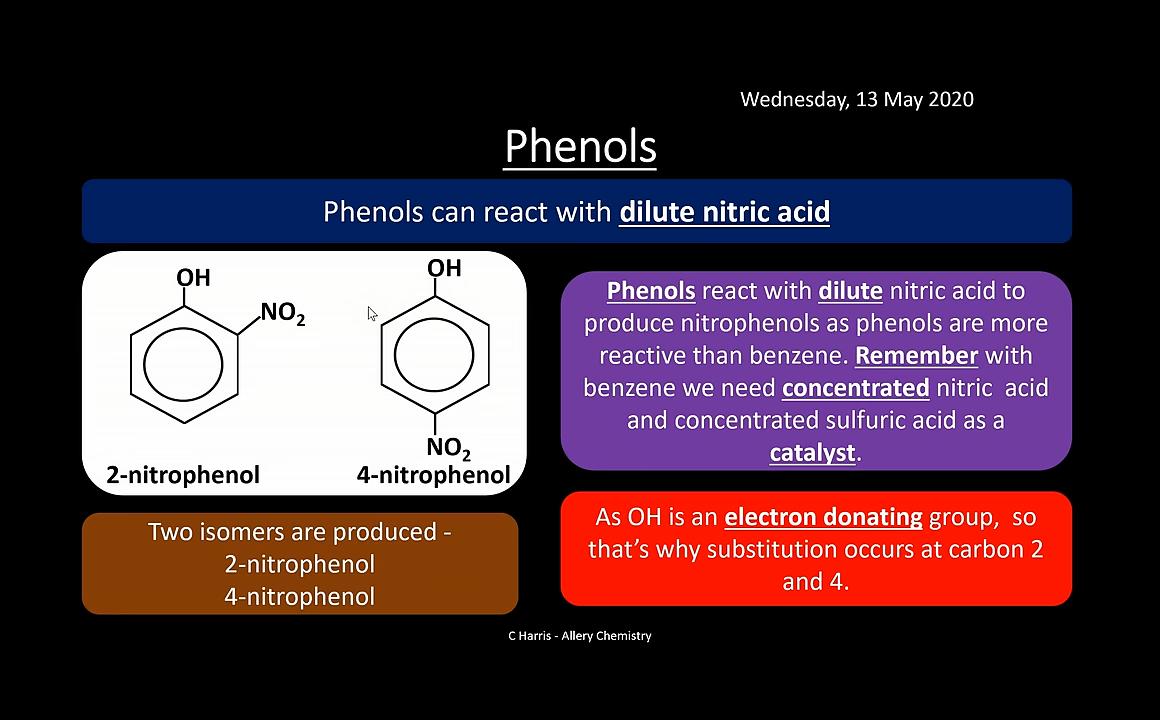 Wednesday, 13 May 2020
Phenols
Phenols can react with dilute nitric acid
OH
NO2
2-nitrophenol
OH
NO2
4-nitrophenol
Phenols react with dilute nitric acid to
produce nitrophenols as phenols are more
reactive than benzene. Remember with
benzene we need concentrated nitric acid
and concentrated sulfuric acid as a
catalyst.
Two isomers are produced -
2-nitrophenol
4-nitrophenol
As OH is an electron donating group, so
that’s why substitution occurs at carbon 2
and 4.
C Harris - Allery Chemistry